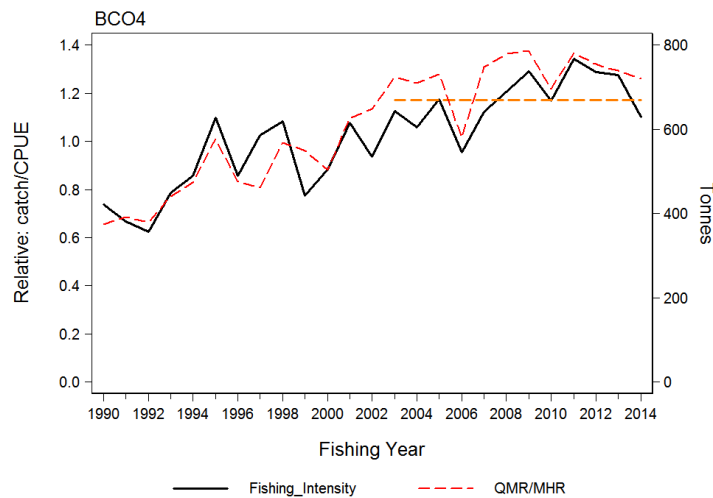 BCO4
1.4
1.2
1.0
0.8
0.6
0.4
0.2
0.0
Relative: catch/CPUE
800
600
400
200
0
Tonnes
1990 1992 1994 1996 1998 2000 2002 2004 2006 2008 2010 2012 2014
Fishing Year
Fishing_Intensity QMR/MHR